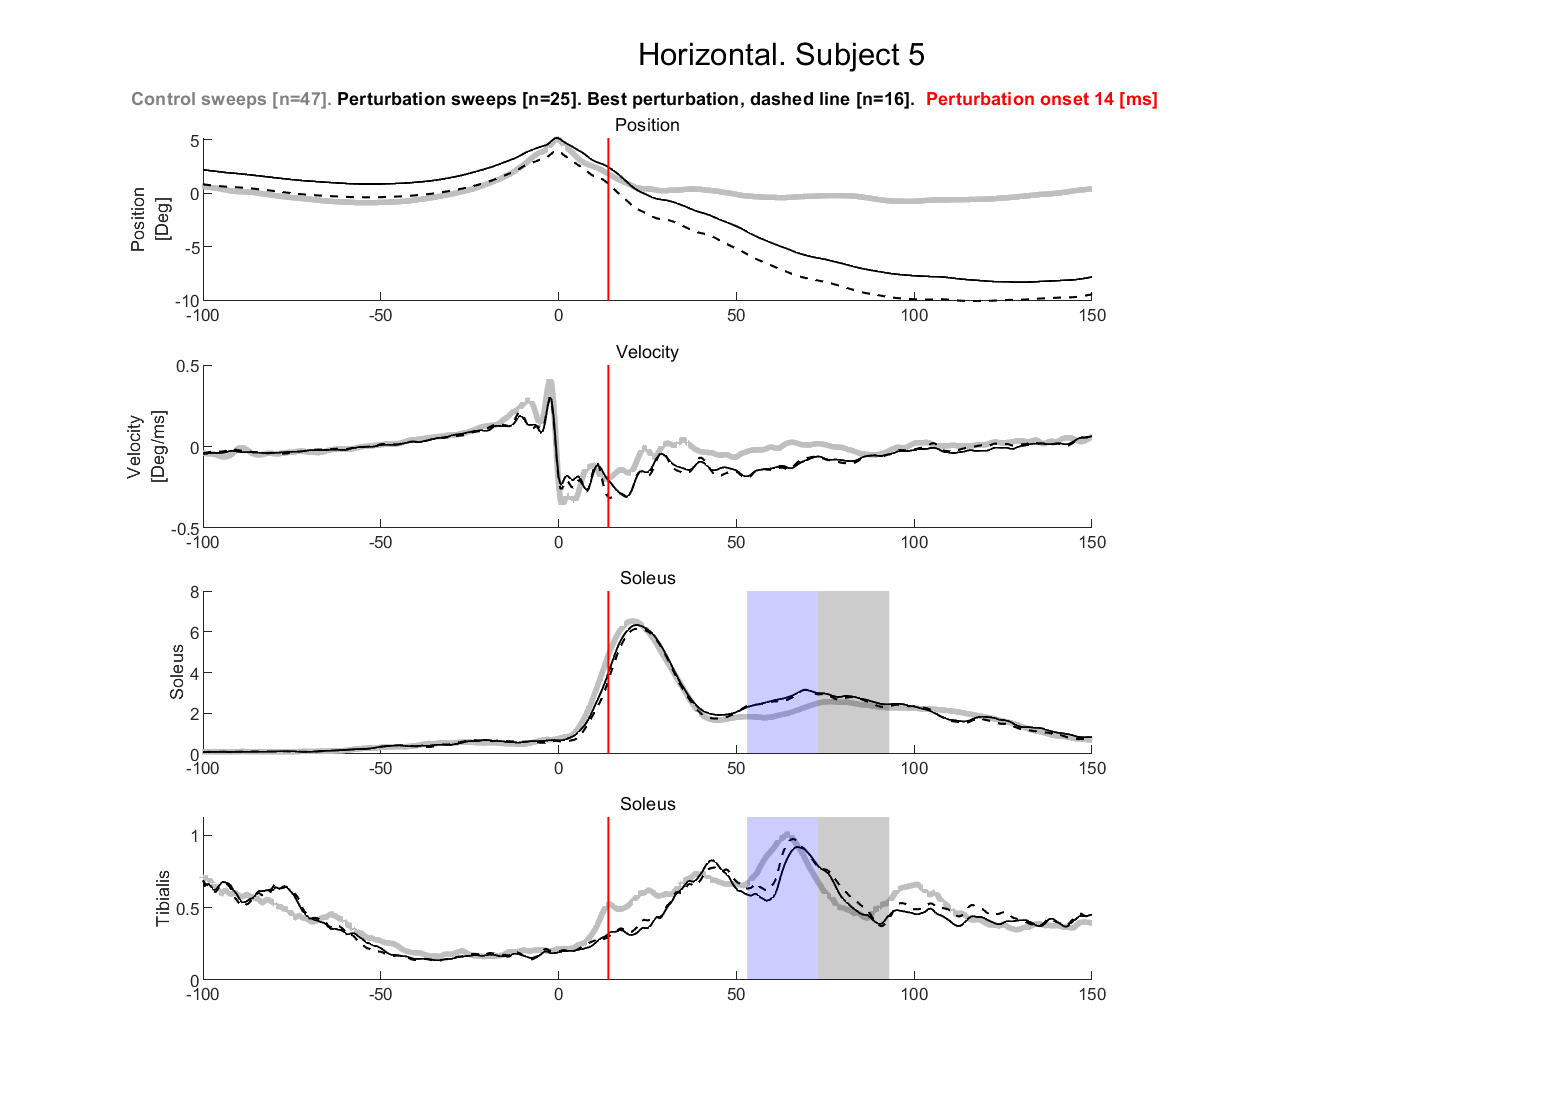 Horizontal. Subject 5
Control sweeps [n=47]. Perturbation sweeps [n=25]. Best perturbation, dashed line [n=16]. Perturbation onset 14 [ms]
Position
5
0
-5
-10
Position
[Deg]
-100 -50 0 50 100 150
Velocity
0.5
0
-0.5
Velocity
[Deg/ms]
-100 -50 0 50 100 150
Soleus
8
6
4
2
0
Soleus
-100 -50 0 50 100 150
Soleus
1
0.5
0
Tibialis
-100 -50 0 50 100 150